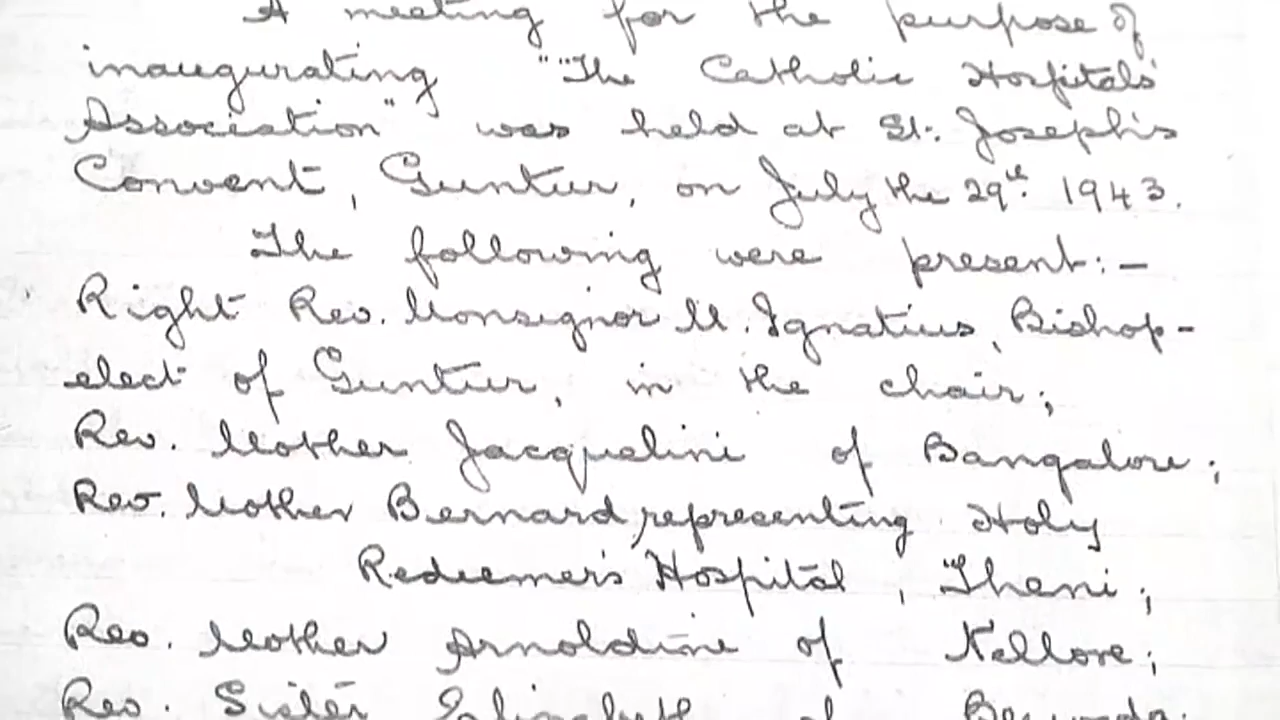 A meeting for the purpose of
inaugurating ""The Catholic Hospitals'
Association" was held at St. Joseph's
Convent, Guntur, on July the 29th 1943.
The following were present:-
Right Rev. Monsignor M. Ignatius, Bishop-
elect of Guntur, in the chair;
Rev. Mother Jacquelini of Bangalore;
Rev. Mother Bernard, representing Holy
Redeemer's Hospital, Theni;
Rev. Mother Arnoldine of Nellore;
Rev. Sister